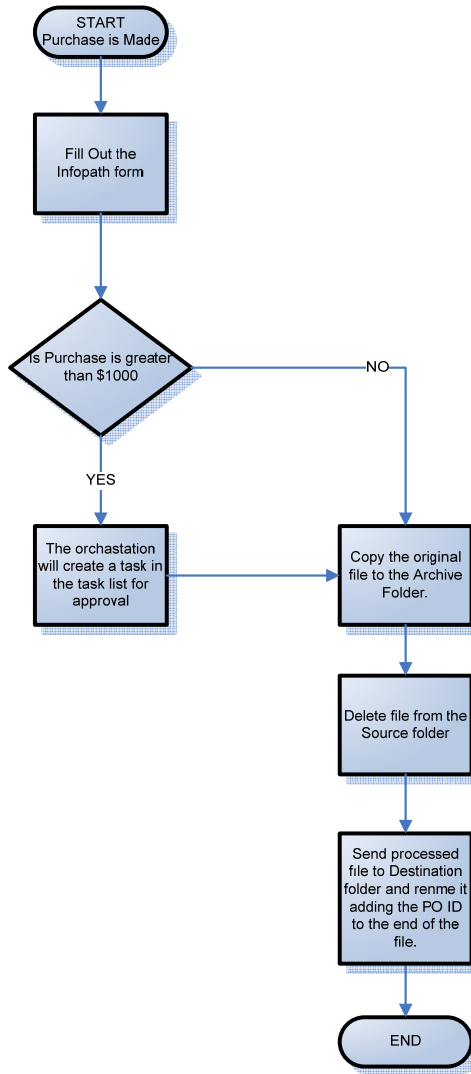 START
Purchase is Made
Fill Out the
Infopath form
Is Purchase is greater
than $1000
NO
YES
The orchastation
will create a task in
the task list for
approval
Copy the original
file to the Archive
Folder.
Delete file from the
Source folder
Send processed
file to Destination
folder and renme it
adding the PO ID
to the end of the
file.
END